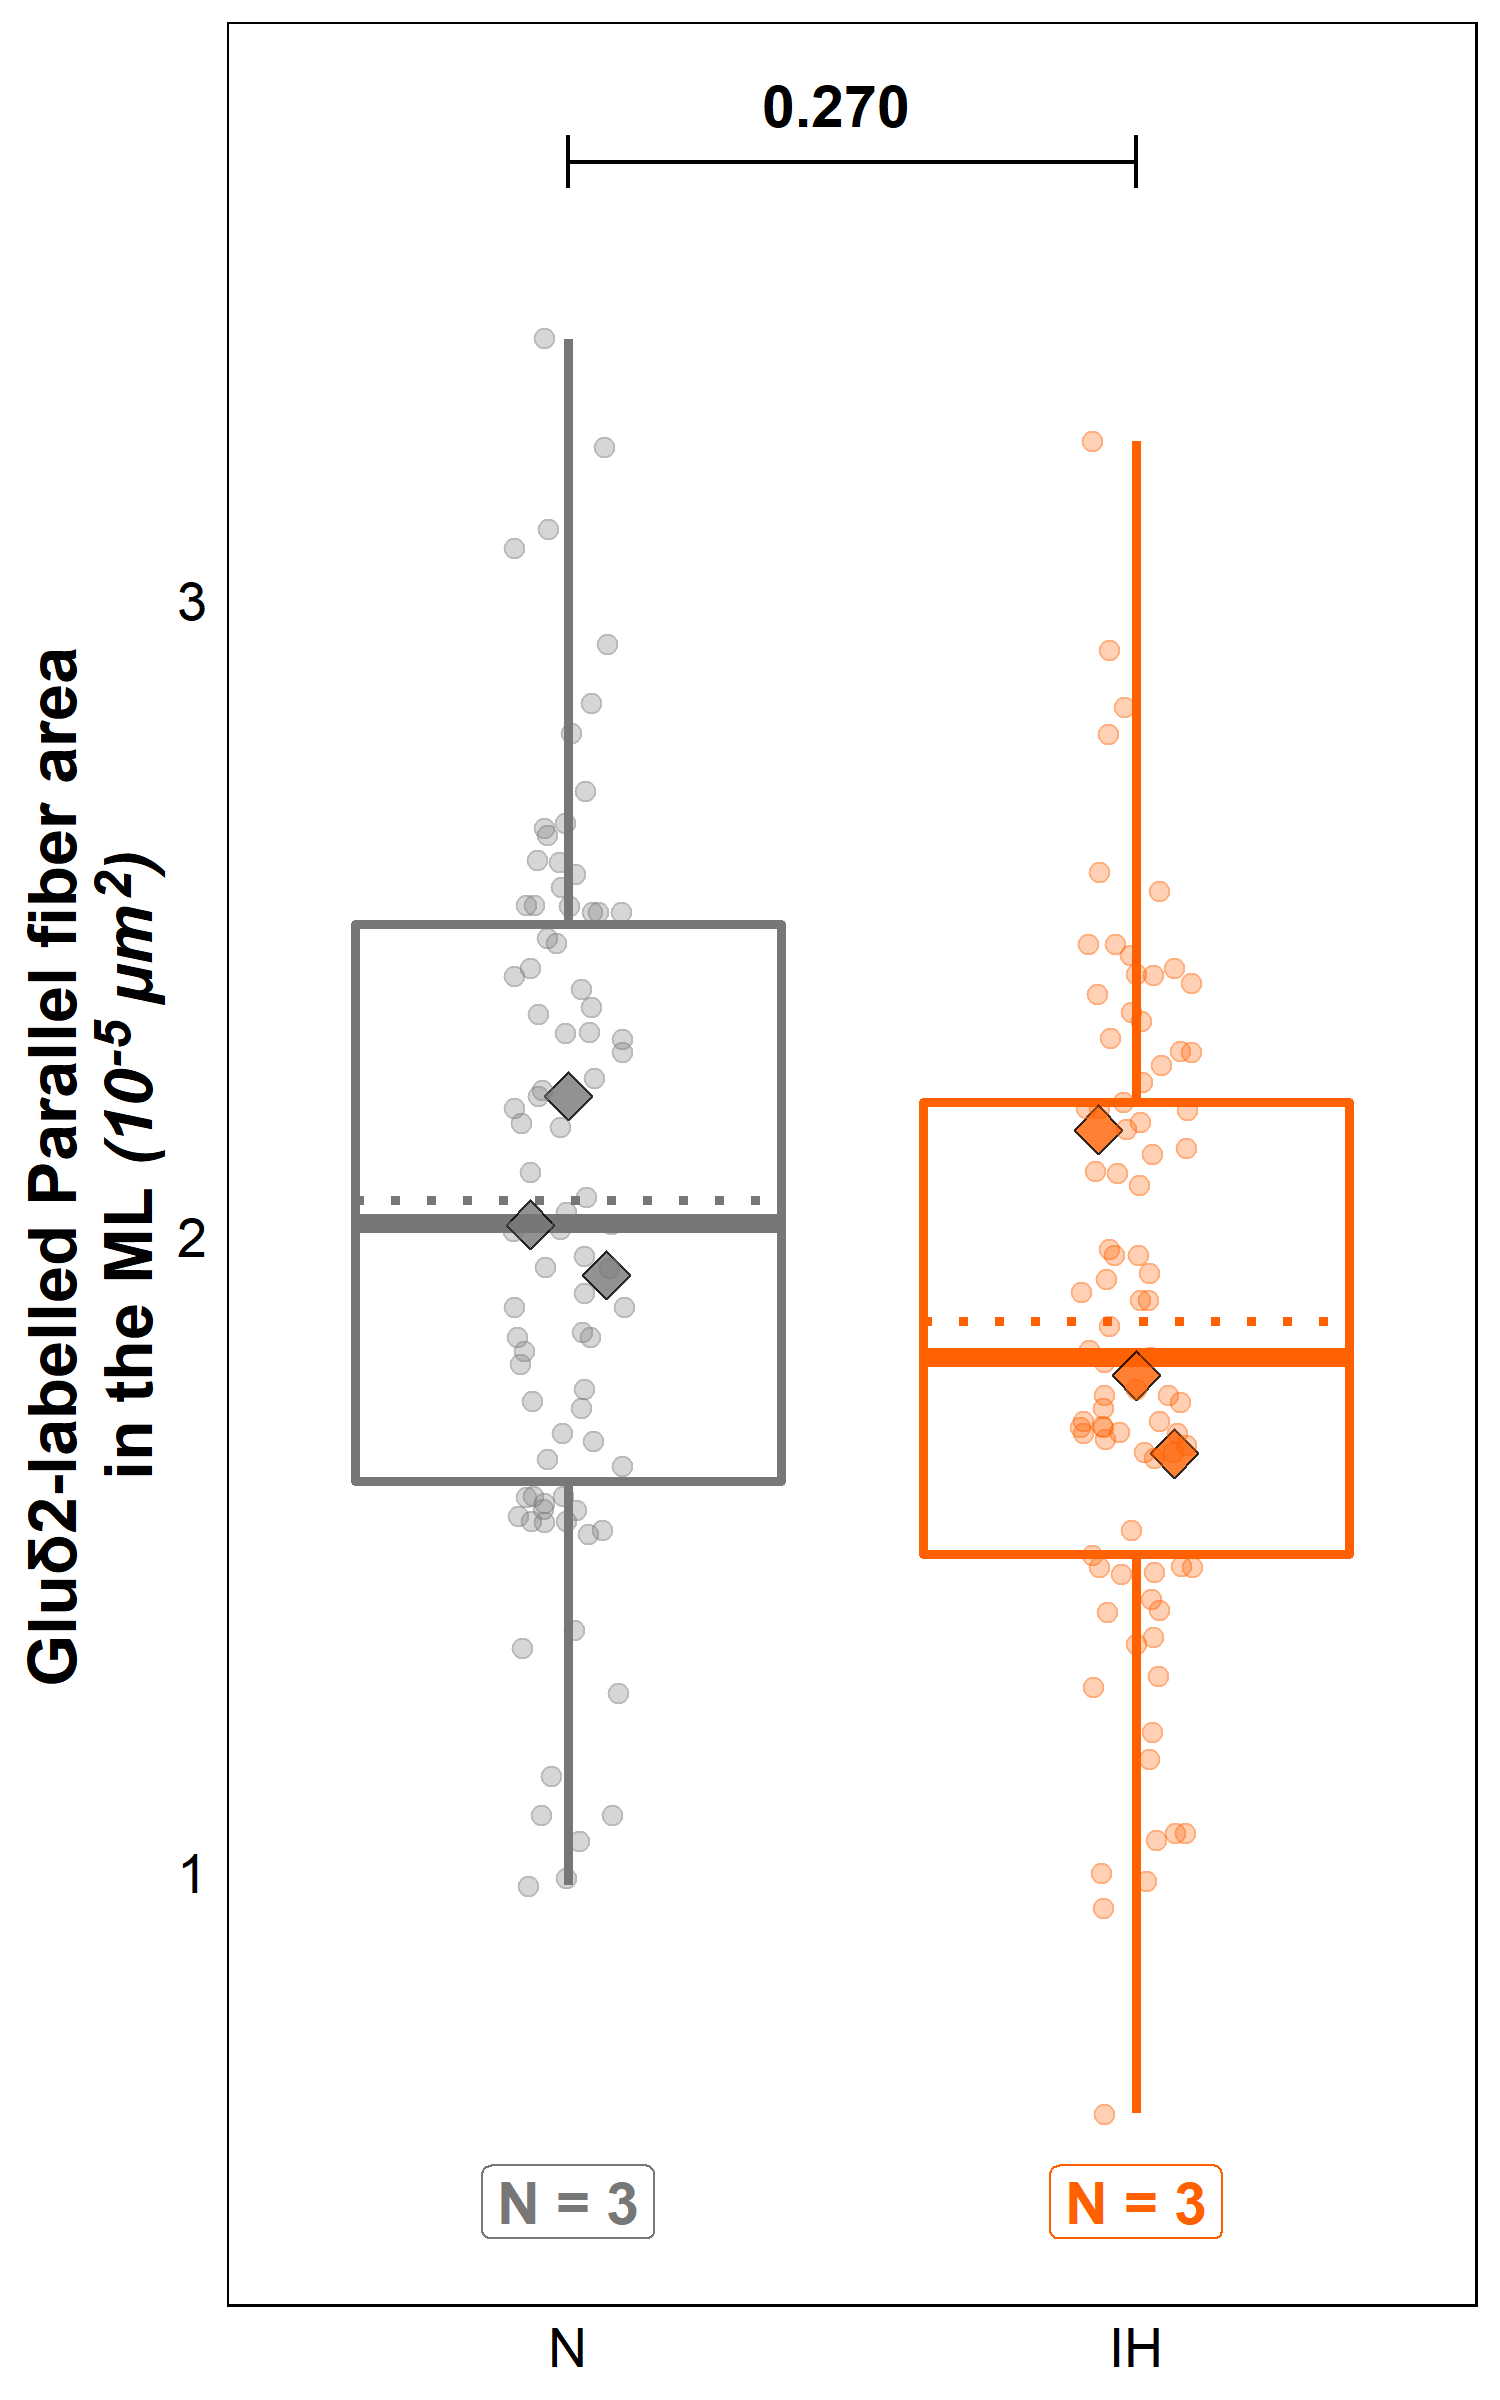 0.270
Gluδ2-labelled Parallel fiber area
in the ML (10⁻⁵ µm²)
3
2
1
N = 3
N = 3
N
IH